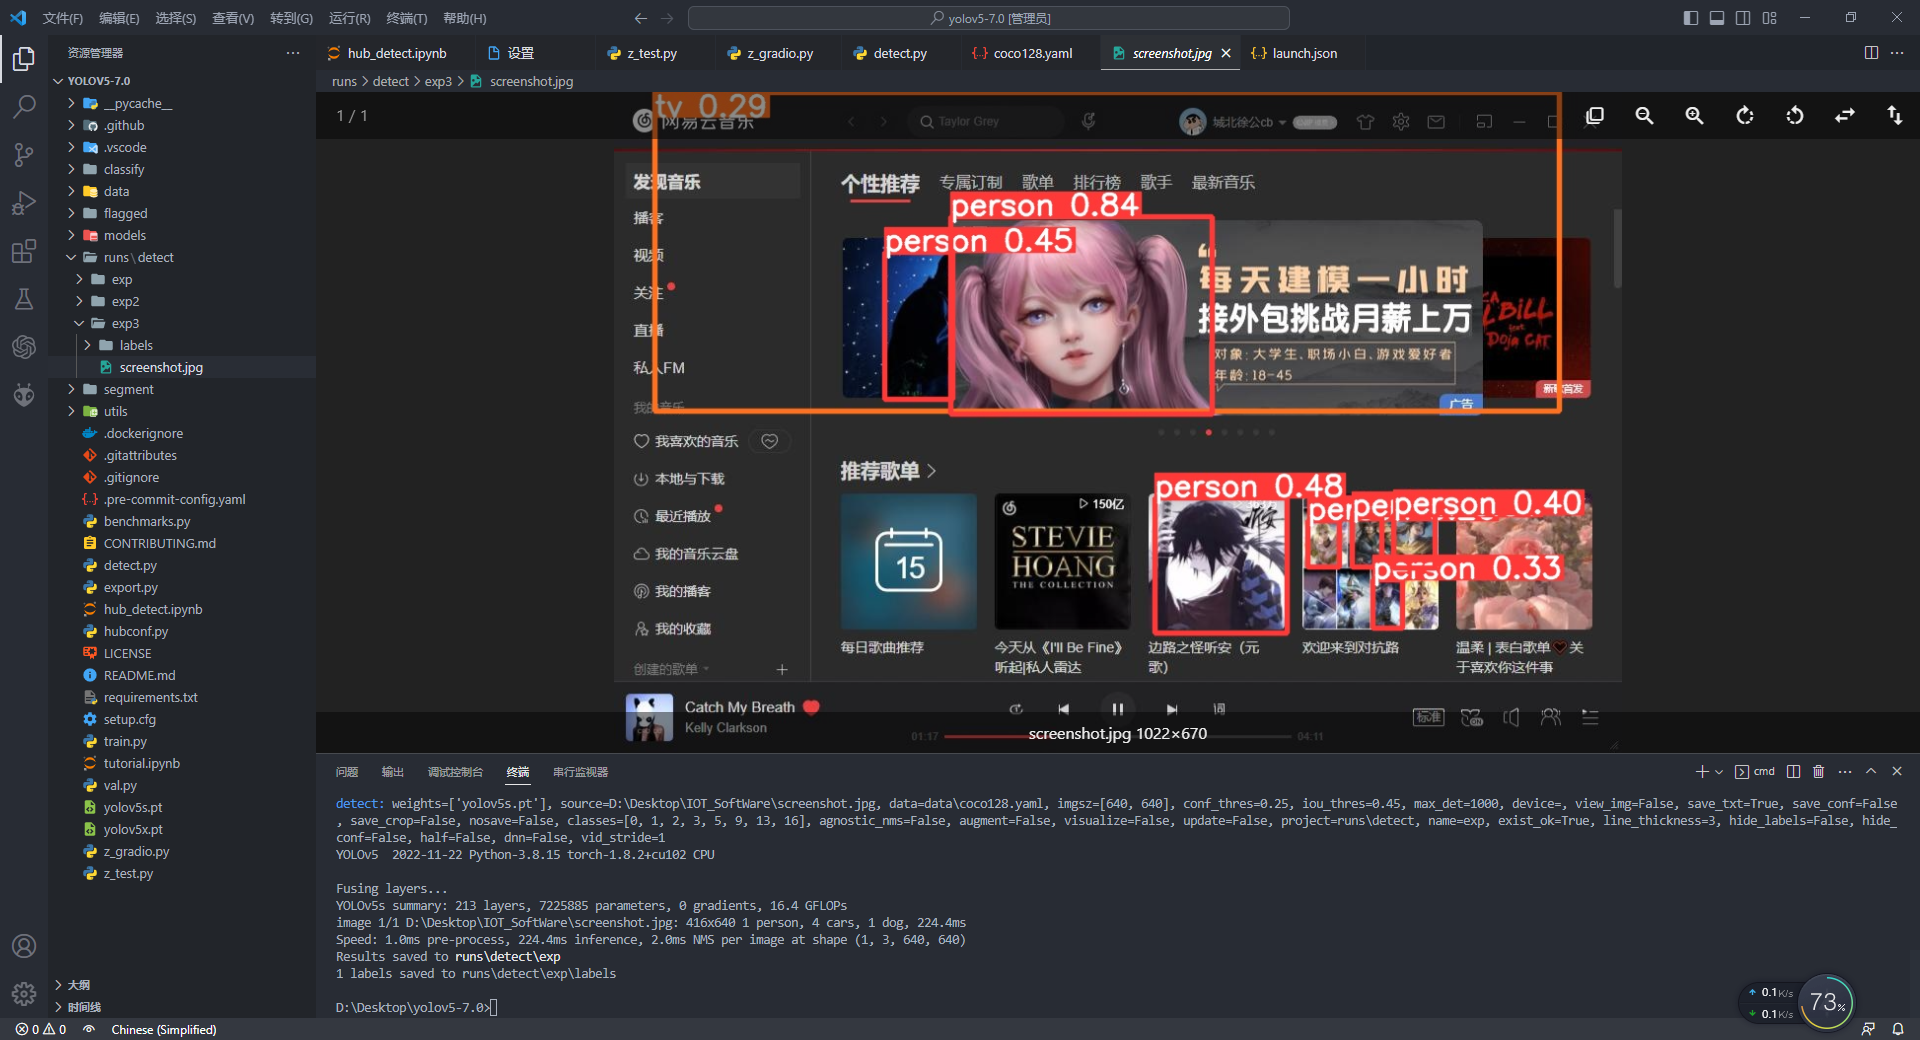 文件(F) 编辑(E) 选择(S) 查看(V) 转到(G) 运行(R) 终端(T) 帮助(H)
yolov5-7.0 [管理员]
资源管理器
hub_detect.ipynb 设置 z_test.py z_gradio.py detect.py coco128.yaml screenshot.jpg launch.json
runs > detect > exp3 > screenshot.jpg
YOLOV5-7.0
__pycache__
.github
.vscode
classify
data
flagged
models
runs\detect
exp
exp2
exp3
labels
screenshot.jpg
segment
utils
.dockerignore
.gitattributes
.gitignore
.pre-commit-config.yaml
benchmarks.py
CONTRIBUTING.md
detect.py
export.py
hub_detect.ipynb
hubconf.py
LICENSE
README.md
requirements.txt
setup.cfg
train.py
tutorial.ipynb
val.py
yolov5s.pt
yolov5x.pt
z_gradio.py
z_test.py
大纲
时间线
1 / 1
tv 0.29
网易云音乐
Taylor Grey
城北徐公cb
发现音乐
播客
视频
关注
直播
私人FM
我的音乐
我喜欢的音乐
本地与下载
最近播放
我的音乐云盘
我的播客
我的收藏
创建的歌单
个性推荐 专属订制 歌单 排行榜 歌手 最新音乐
person 0.84
person 0.45
每天建模一小时
接外包挑战月薪上万
对象: 大学生、职场小白、游戏爱好者
年龄: 18-45
广告
BILL
feat
DOJA CAT
推荐歌单
15
每日歌曲推荐
150亿
STEVIE
HOANG
THE COLLECTION
今天从《I'll Be Fine》
听起|私人雷达
person 0.48
边路之怪听安（元
歌）
person 0.40
person 0.33
欢迎来到对抗路
温柔 | 表白歌单 关
于喜欢你这件事
Catch My Breath
Kelly Clarkson
01:17
04:11
词
标准
screenshot.jpg 1022×670
问题 输出 调试控制台 终端 串行监视器
cmd
detect: weights=['yolov5s.pt'], source=D:\Desktop\IOT_SoftWare\screenshot.jpg, data=data\coco128.yaml, imgsz=[640, 640], conf_thres=0.25, iou_thres=0.45, max_det=1000, device=, view_img=False, save_txt=True, save_conf=False
, save_crop=False, nosave=False, classes=[0, 1, 2, 3, 5, 9, 13, 16], agnostic_nms=False, augment=False, visualize=False, update=False, project=runs\detect, name=exp, exist_ok=True, line_thickness=3, hide_labels=False, hide_
conf=False, half=False, dnn=False, vid_stride=1
YOLOv5  2022-11-22 Python-3.8.15 torch-1.8.2+cu102 CPU
Fusing layers...
YOLOv5s summary: 213 layers, 7225885 parameters, 0 gradients, 16.4 GFLOPs
image 1/1 D:\Desktop\IOT_SoftWare\screenshot.jpg: 416x640 1 person, 4 cars, 1 dog, 224.4ms
Speed: 1.0ms pre-process, 224.4ms inference, 2.0ms NMS per image at shape (1, 3, 640, 640)
Results saved to runs\detect\exp
1 labels saved to runs\detect\exp\labels
D:\Desktop\yolov5-7.0>
0.1K/s
0.1K/s
73%
0 0 Chinese (Simplified)